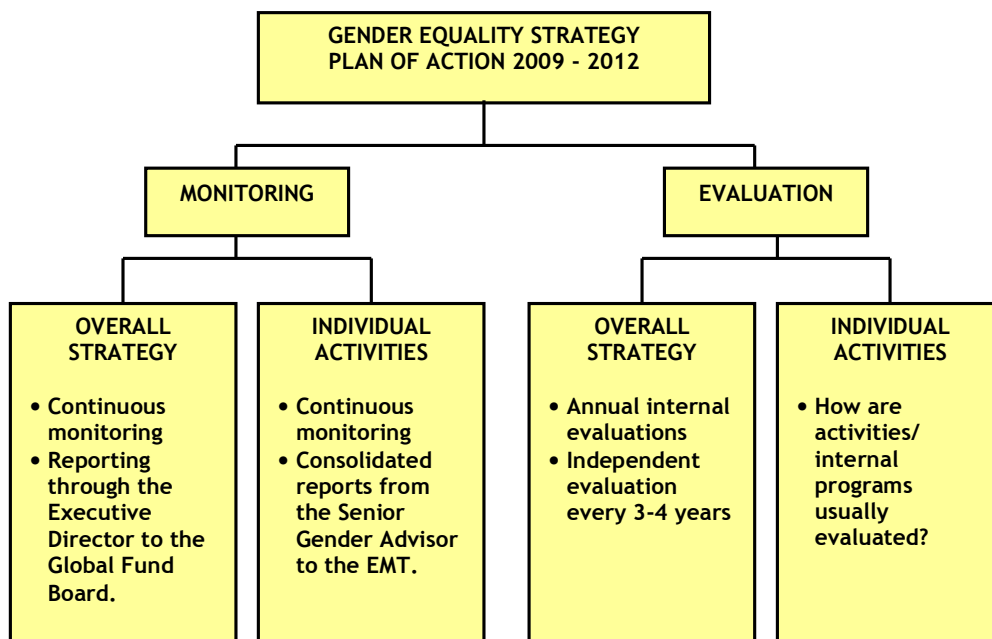 GENDER EQUALITY STRATEGY
PLAN OF ACTION 2009 - 2012
MONITORING
EVALUATION
OVERALL
STRATEGY
• Continuous
monitoring
• Reporting
through the
Executive
Director to the
Global Fund
Board.
INDIVIDUAL
ACTIVITIES
• Continuous
monitoring
• Consolidated
reports from
the Senior
Gender Advisor
to the EMT.
OVERALL
STRATEGY
• Annual internal
evaluations
• Independent
evaluation
every 3-4 years
INDIVIDUAL
ACTIVITIES
• How are
activities/
internal
programs
usually
evaluated?